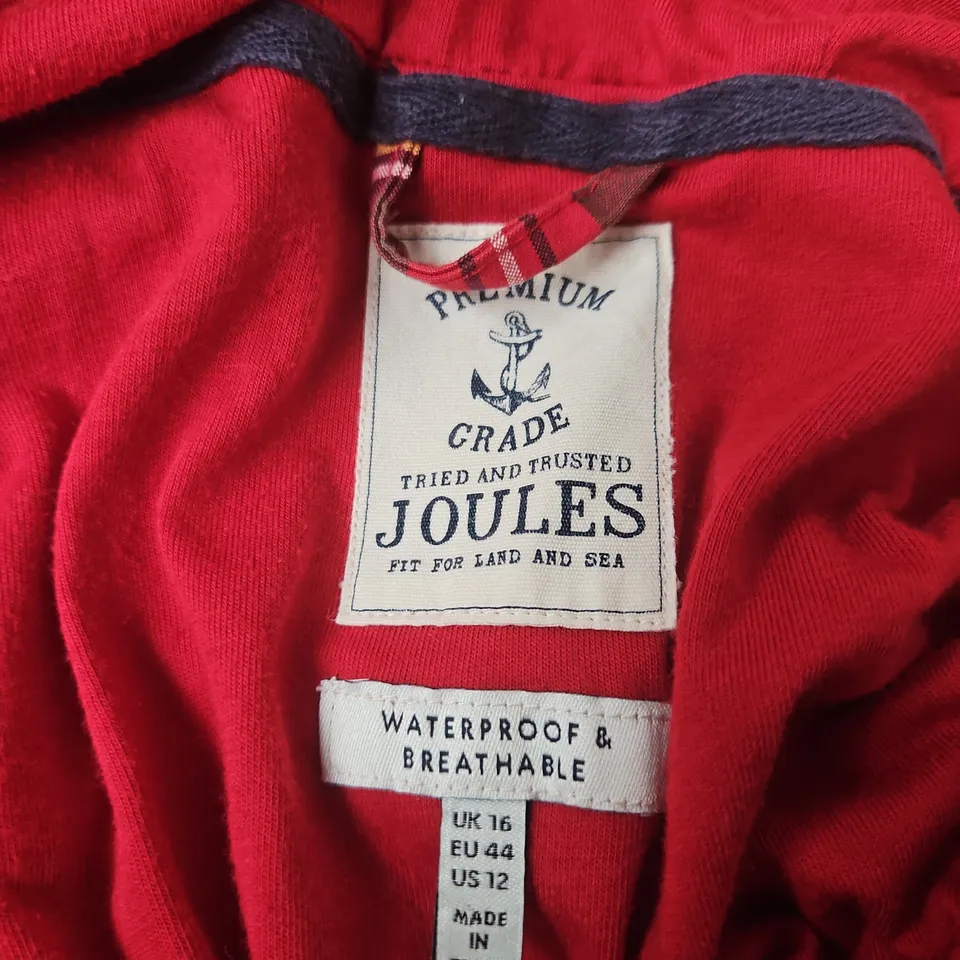 PREMIUM
GRADE
TRIED AND TRUSTED
JOULES
FIT FOR LAND AND SEA
WATERPROOF &
BREATHABLE
UK 16
EU 44
US 12
MADE
IN